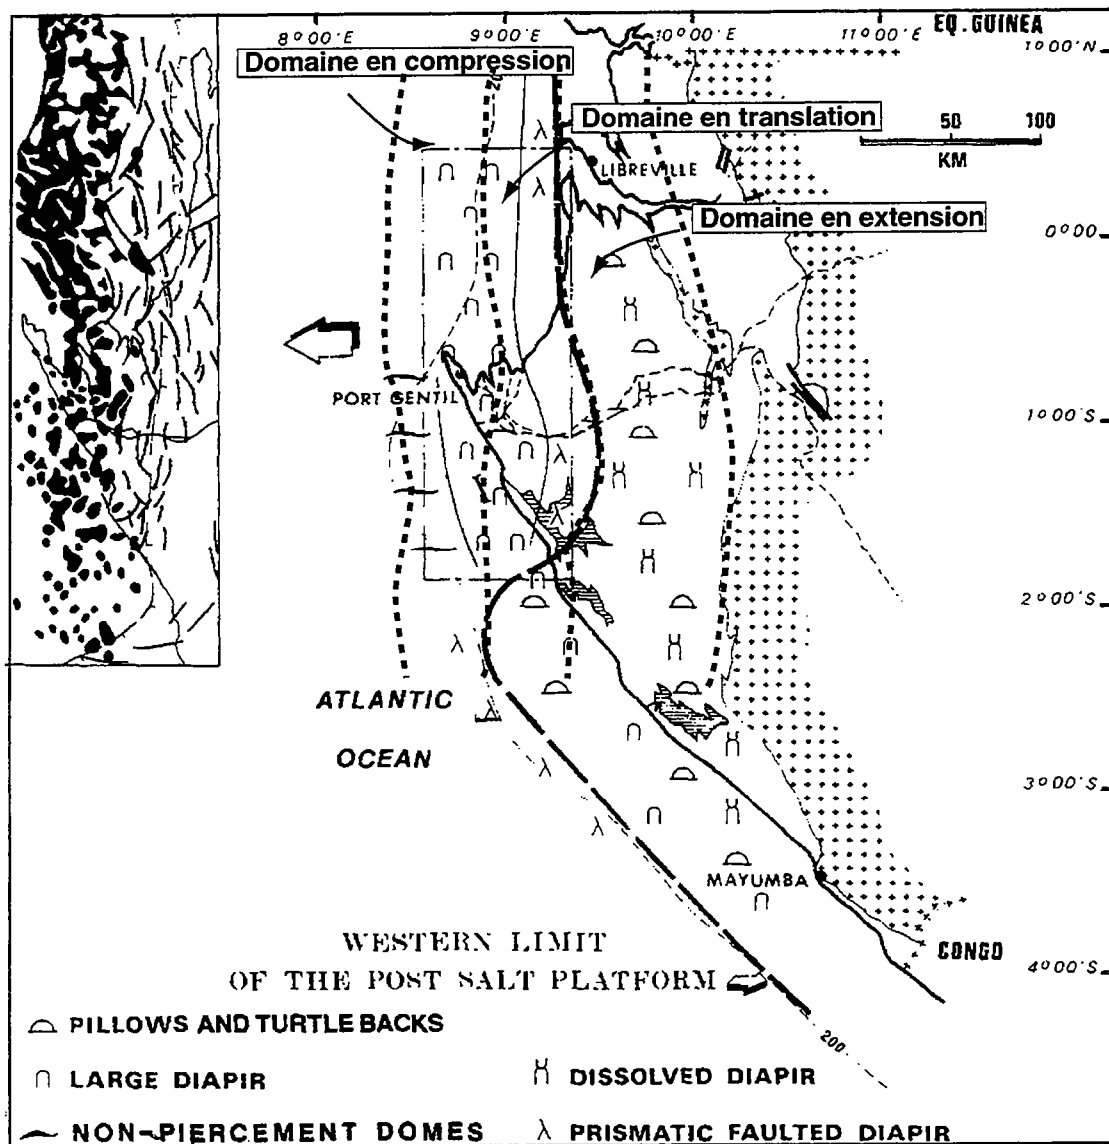 8°00'E 9°00'E 10°00'E 11°00'E EQ. GUINEA
1°00'N
Domaine en compression
Domaine en translation
50 100
KM
LIBREVILLE
Domaine en extension
0°00
PORT GENTIL
1°00'S
2°00'S
ATLANTIC
OCEAN
3°00'S
MAYUMBA
WESTERN LIMIT
OF THE POST SALT PLATFORM
CONGO
4°00'S
200
PILLOWS AND TURTLE BACKS
LARGE DIAPIR
DISSOLVED DIAPIR
NON-PIERCEMENT DOMES
PRISMATIC FAULTED DIAPIR